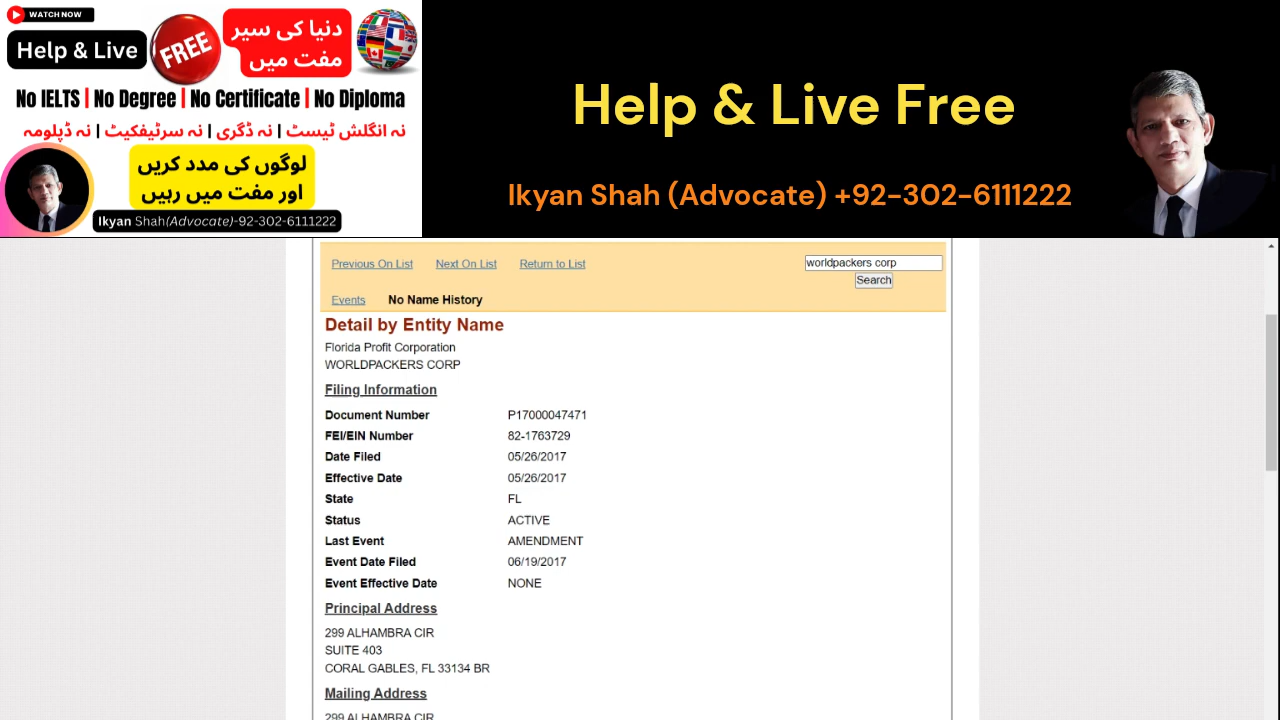 WATCH NOW
Help & Live
FREE
دنیا کی سیر
مفت میں
No IELTS | No Degree | No Certificate | No Diploma
نہ انگلش ٹیسٹ | نہ ڈگری | نہ سرٹیفکیٹ | نہ ڈپلومہ
لوگوں کی مدد کریں
اور مفت میں رہیں
Ikyan Shah(Advocate)-92-302-6111222
Help & Live Free
Ikyan Shah (Advocate) +92-302-6111222
Previous On List Next On List Return to List
worldpackers corp
Search
Events No Name History
Detail by Entity Name
Florida Profit Corporation
WORLDPACKERS CORP
Filing Information
Document Number P17000047471
FEI/EIN Number 82-1763729
Date Filed 05/26/2017
Effective Date 05/26/2017
State FL
Status ACTIVE
Last Event AMENDMENT
Event Date Filed 06/19/2017
Event Effective Date NONE
Principal Address
299 ALHAMBRA CIR
SUITE 403
CORAL GABLES, FL 33134 BR
Mailing Address
299 ALHAMBRA CIR